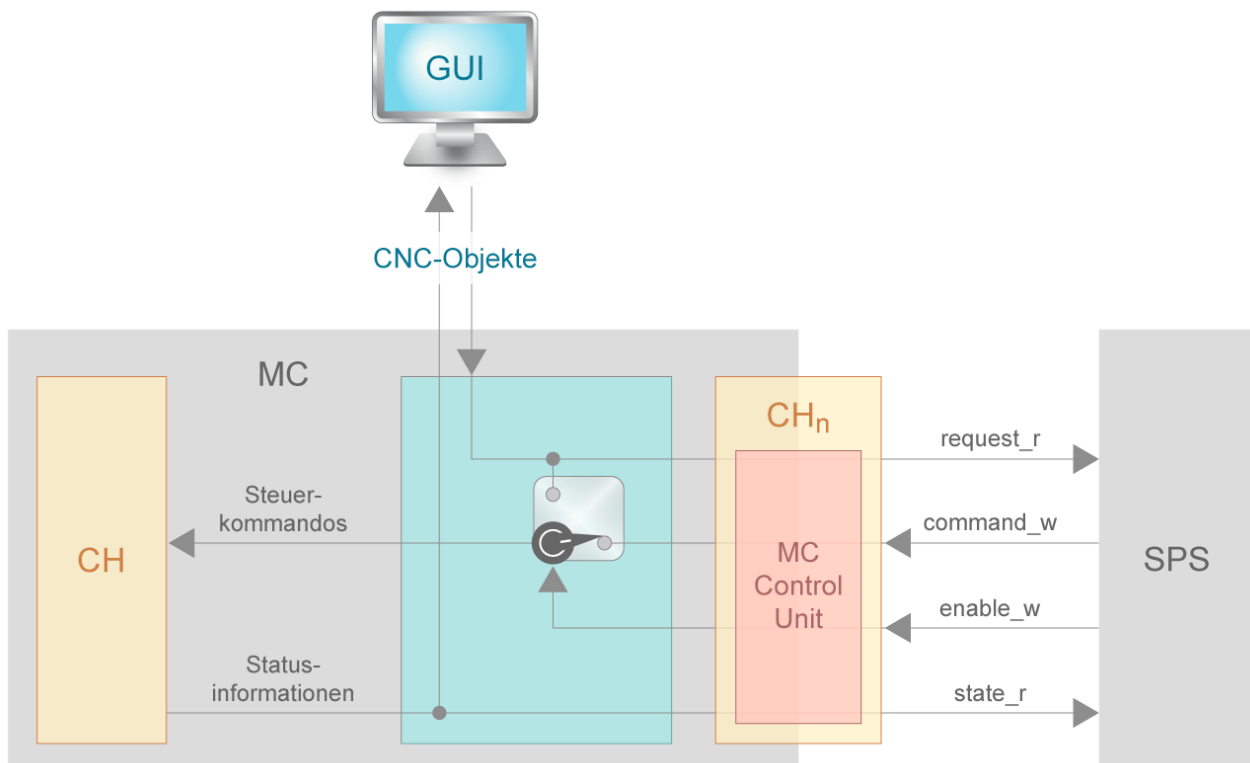 GUI
CNC-Objekte
MC
CH
Steuer-
kommandos
Status-
informationen
CHn
MC
Control
Unit
request_r
command_w
enable_w
state_r
SPS